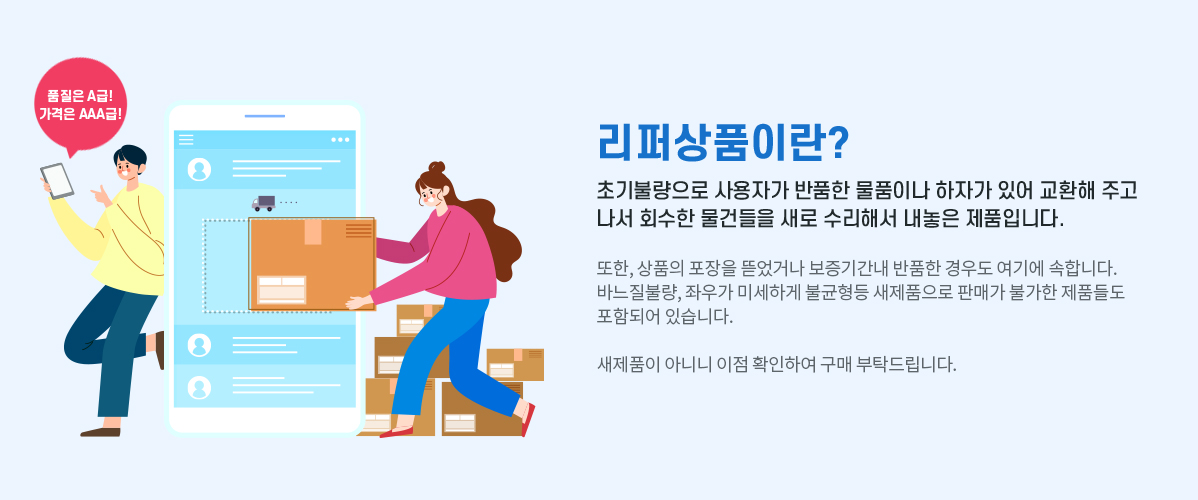 품질은 A급!
가격은 AAA급!
리퍼상품이란?
초기불량으로 사용자가 반품한 물품이나 하자가 있어 교환해 주고
나서 회수한 물건들을 새로 수리해서 내놓은 제품입니다.
또한, 상품의 포장을 뜯었거나 보증기간내 반품한 경우도 여기에 속합니다.
바느질불량, 좌우가 미세하게 불균형등 새제품으로 판매가 불가한 제품들도
포함되어 있습니다.
새제품이 아니니 이점 확인하여 구매 부탁드립니다.